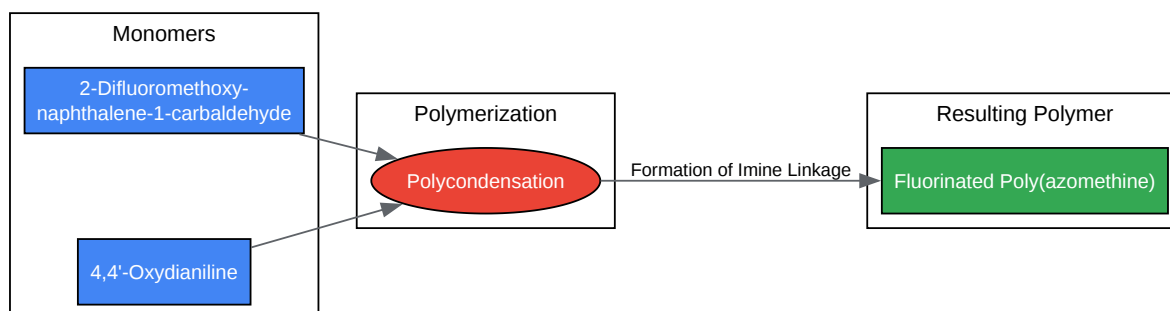 Monomers
2-Difluoromethoxy-
naphthalene-1-carbaldehyde
4,4'-Oxydianiline
Polymerization
Polycondensation
Formation of Imine Linkage
Resulting Polymer
Fluorinated Poly(azomethine)